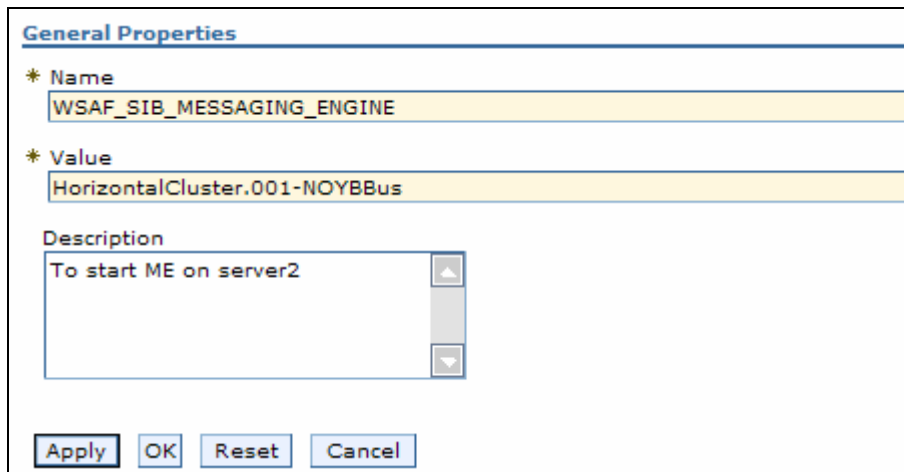 General Properties
* Name
WSAF_SIB_MESSAGING_ENGINE
* Value
HorizontalCluster.001-NOYBBus
Description
To start ME on server2
Apply OK Reset Cancel